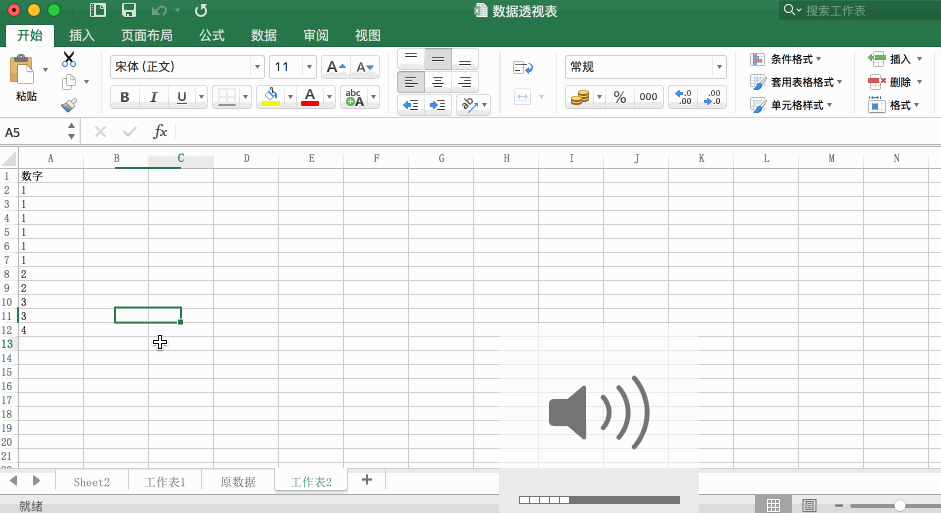 数据透视表
搜索工作表
开始 插入 页面布局 公式 数据 审阅 视图
粘贴
宋体 (正文) 11 A A
B I U A abc A
常规
% 000 .0 .00 .00 .0
条件格式
套用表格格式
单元格样式
插入
删除
格式
A5 fx
A B C D E F G H I J K L M N
1 数字
2 1
3 1
4 1
5 1
6 1
7 1
8 2
9 2
10 3
11 3
12 4
13
14
15
16
17
18
19
20
21
Sheet2 工作表1 原数据 工作表2 +
就绪